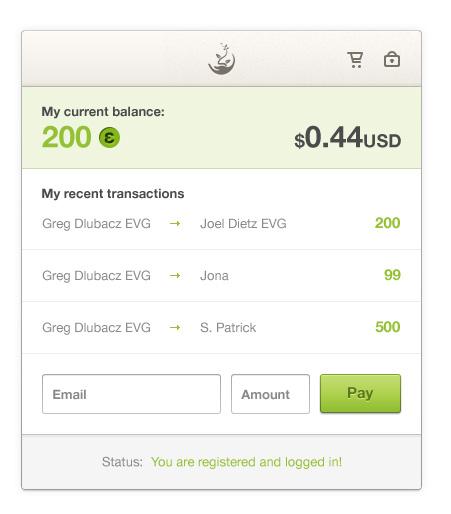 My current balance:
200 $0.44USD
My recent transactions
Greg Dlubacz EVG → Joel Dietz EVG 200
Greg Dlubacz EVG → Jona 99
Greg Dlubacz EVG → S. Patrick 500
Email Amount Pay
Status: You are registered and logged in!